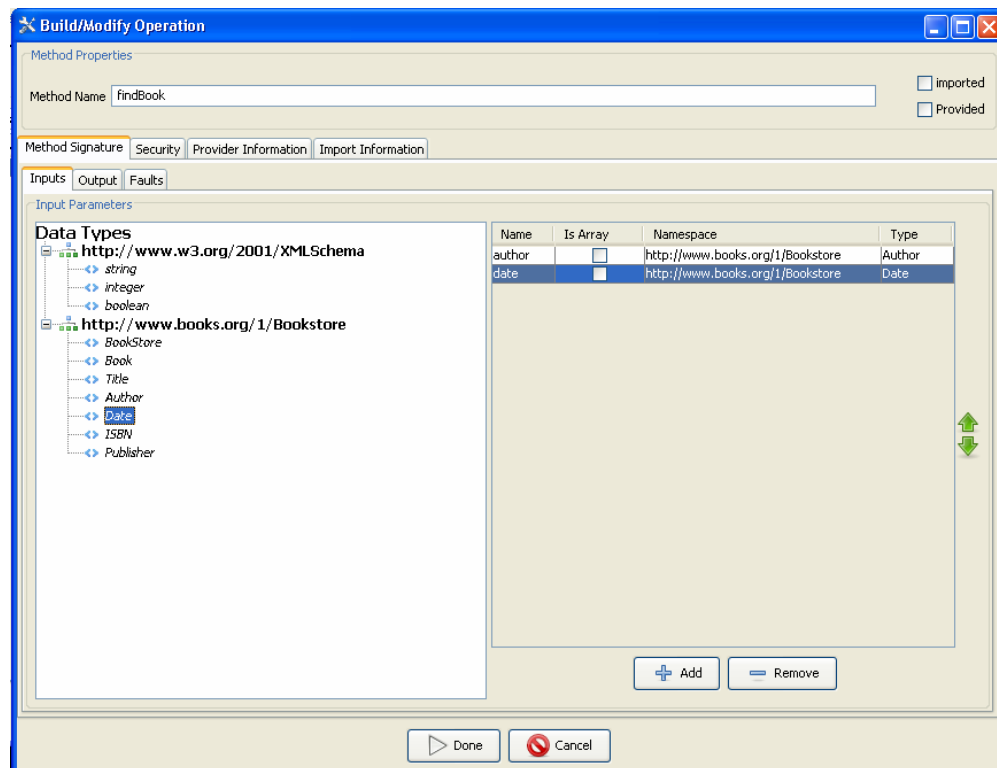 Build/Modify Operation
Method Properties
Method Name findBook
imported
Provided
Method Signature Security Provider Information Import Information
Inputs Output Faults
Input Parameters
Data Types
http://www.w3.org/2001/XMLSchema
string
integer
boolean
http://www.books.org/1/Bookstore
BookStore
Book
Title
Author
Date
ISBN
Publisher
Name Is Array Namespace Type
author http://www.books.org/1/Bookstore Author
date http://www.books.org/1/Bookstore Date
Add Remove
Done Cancel